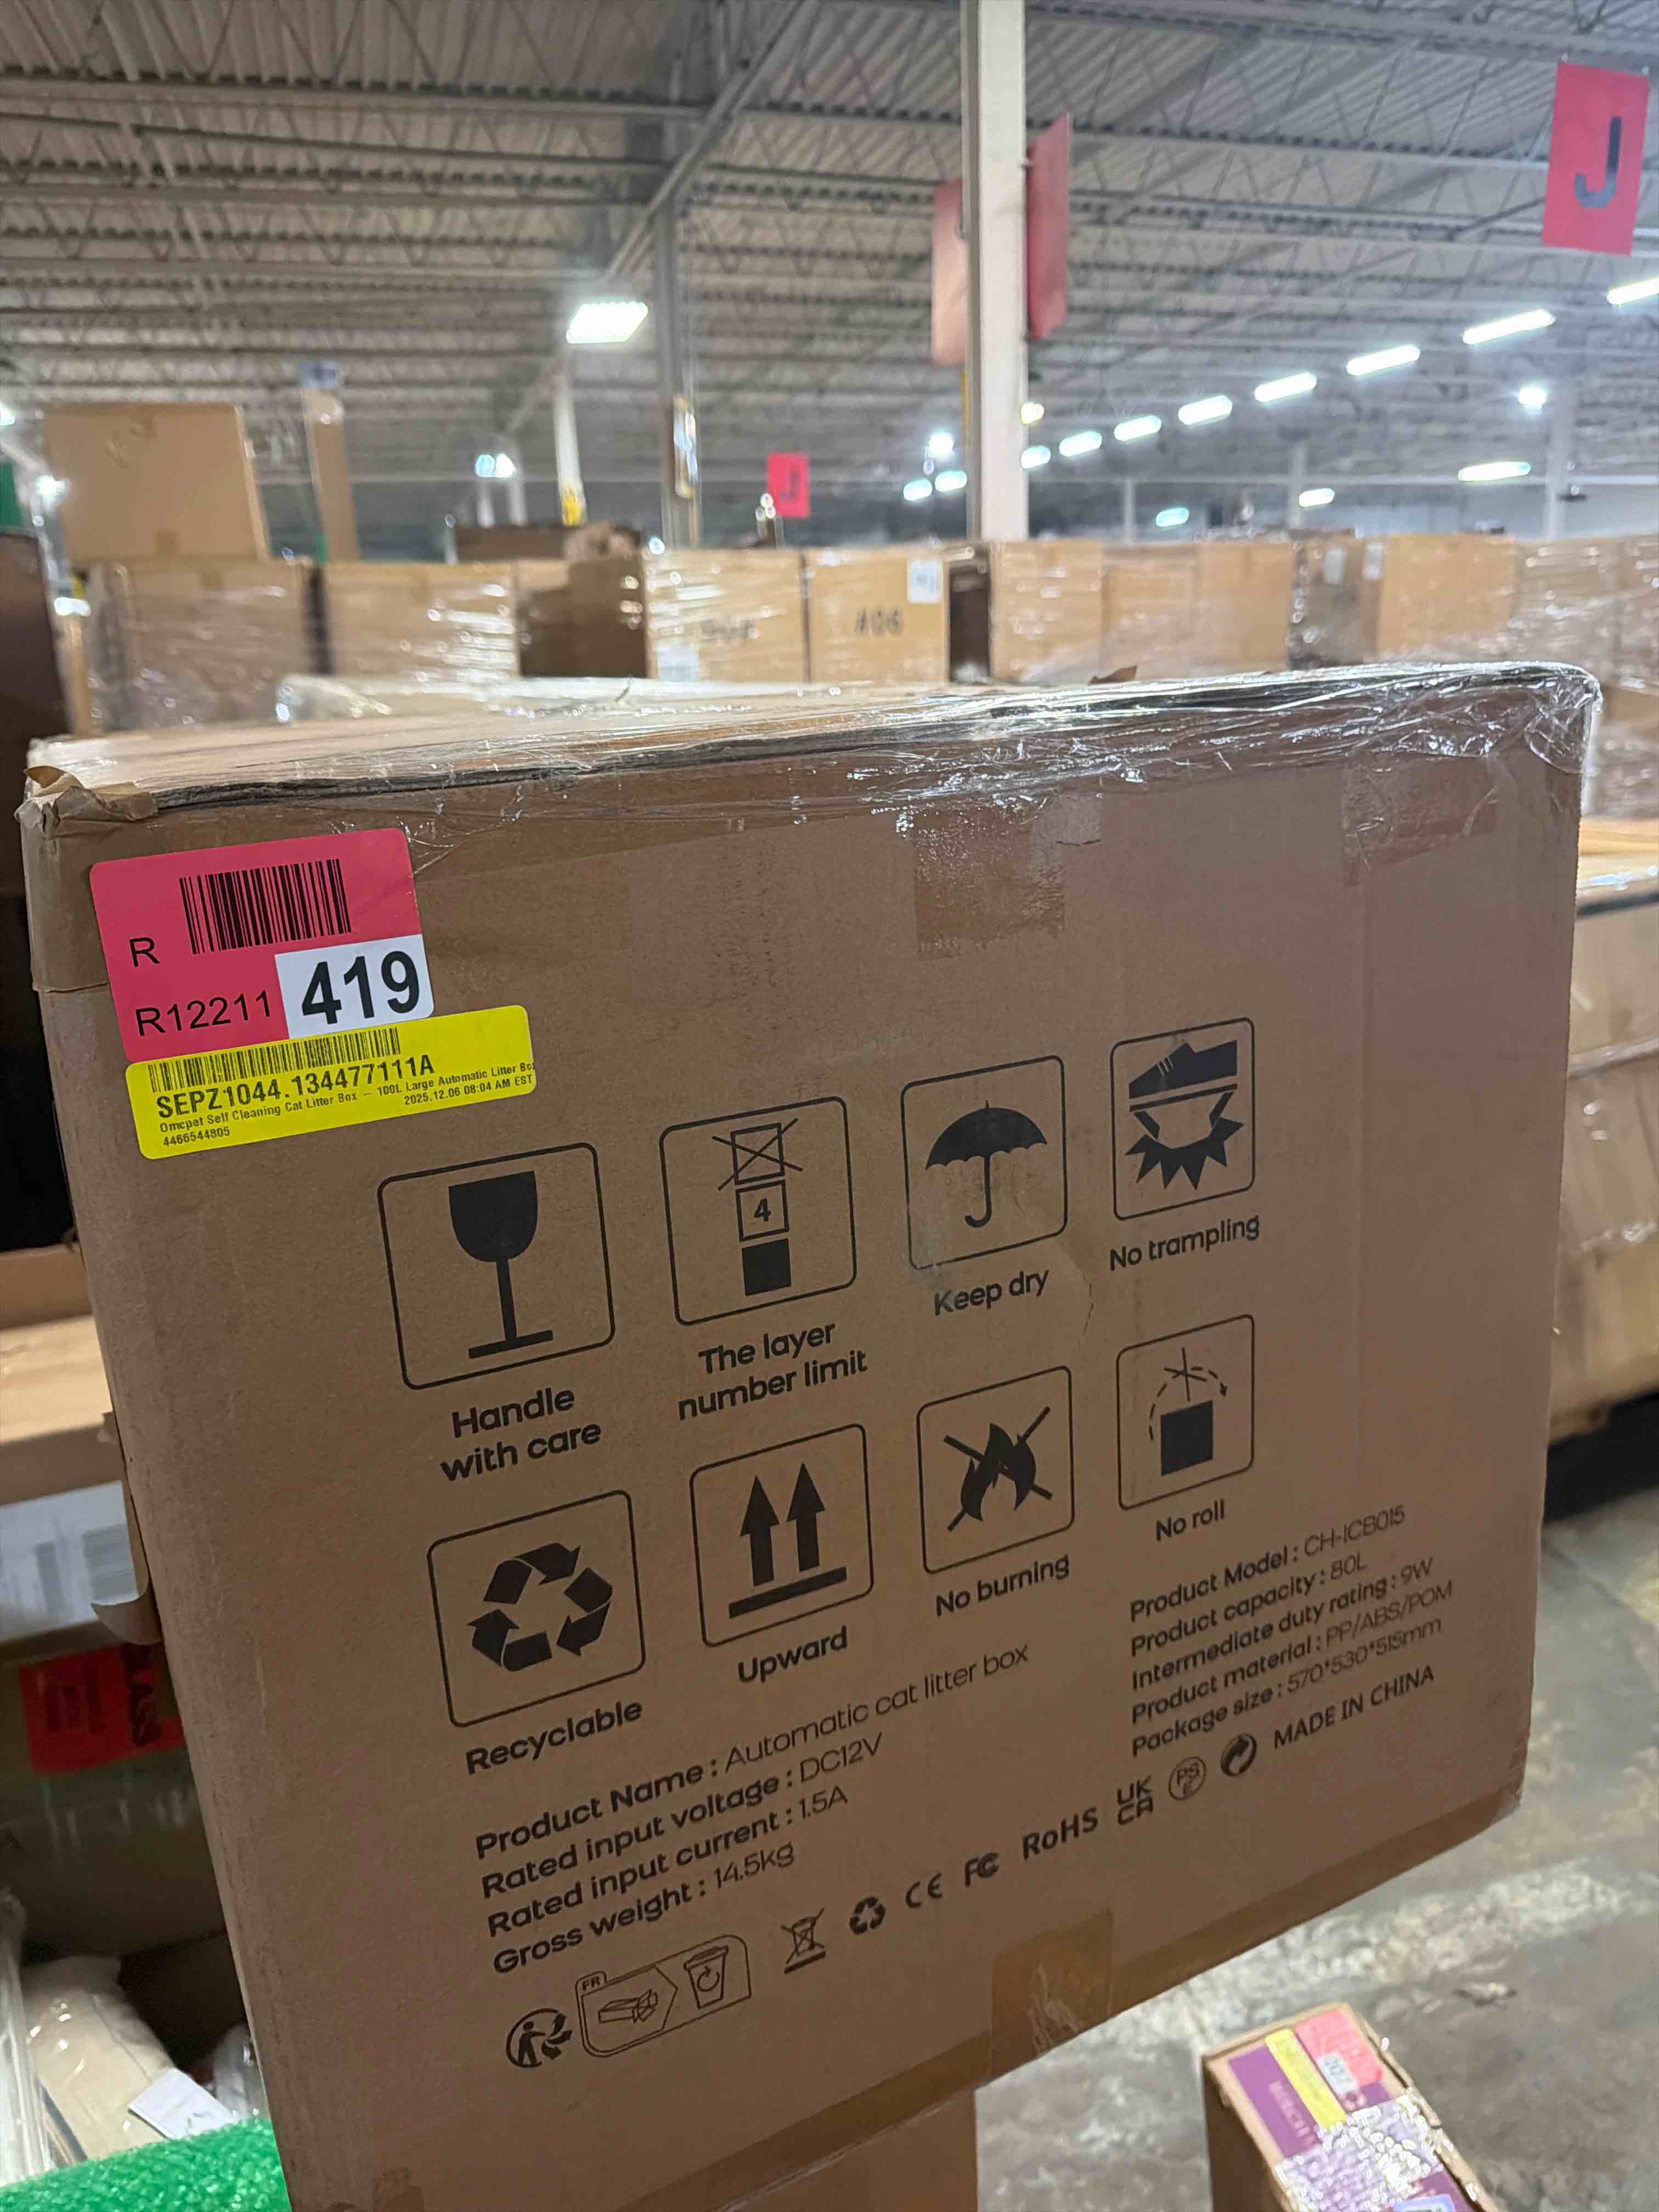 J
J
#06
R
R12211 419
SEPZ1044.134477111A
Omcpet Self Cleaning Cat Litter Box — 100L Large Automatic Litter Box
2025.12.06 08:04 AM EST
4466544805
4
Handle
with care
The layer
number limit
Keep dry
No trampling
Recyclable
Upward
No burning
No roll
Product Name : Automatic cat litter box
Rated input voltage : DC12V
Rated input current : 1.5A
Gross weight : 14.5kg
Product Model : CH-ICB015
Product capacity : 80L
Intermediate duty rating : 9W
Product material : PP/ABS/POM
Package size : 570*530*515mm
FR
CE FC RoHS UK
CA
PS
E
MADE IN CHINA